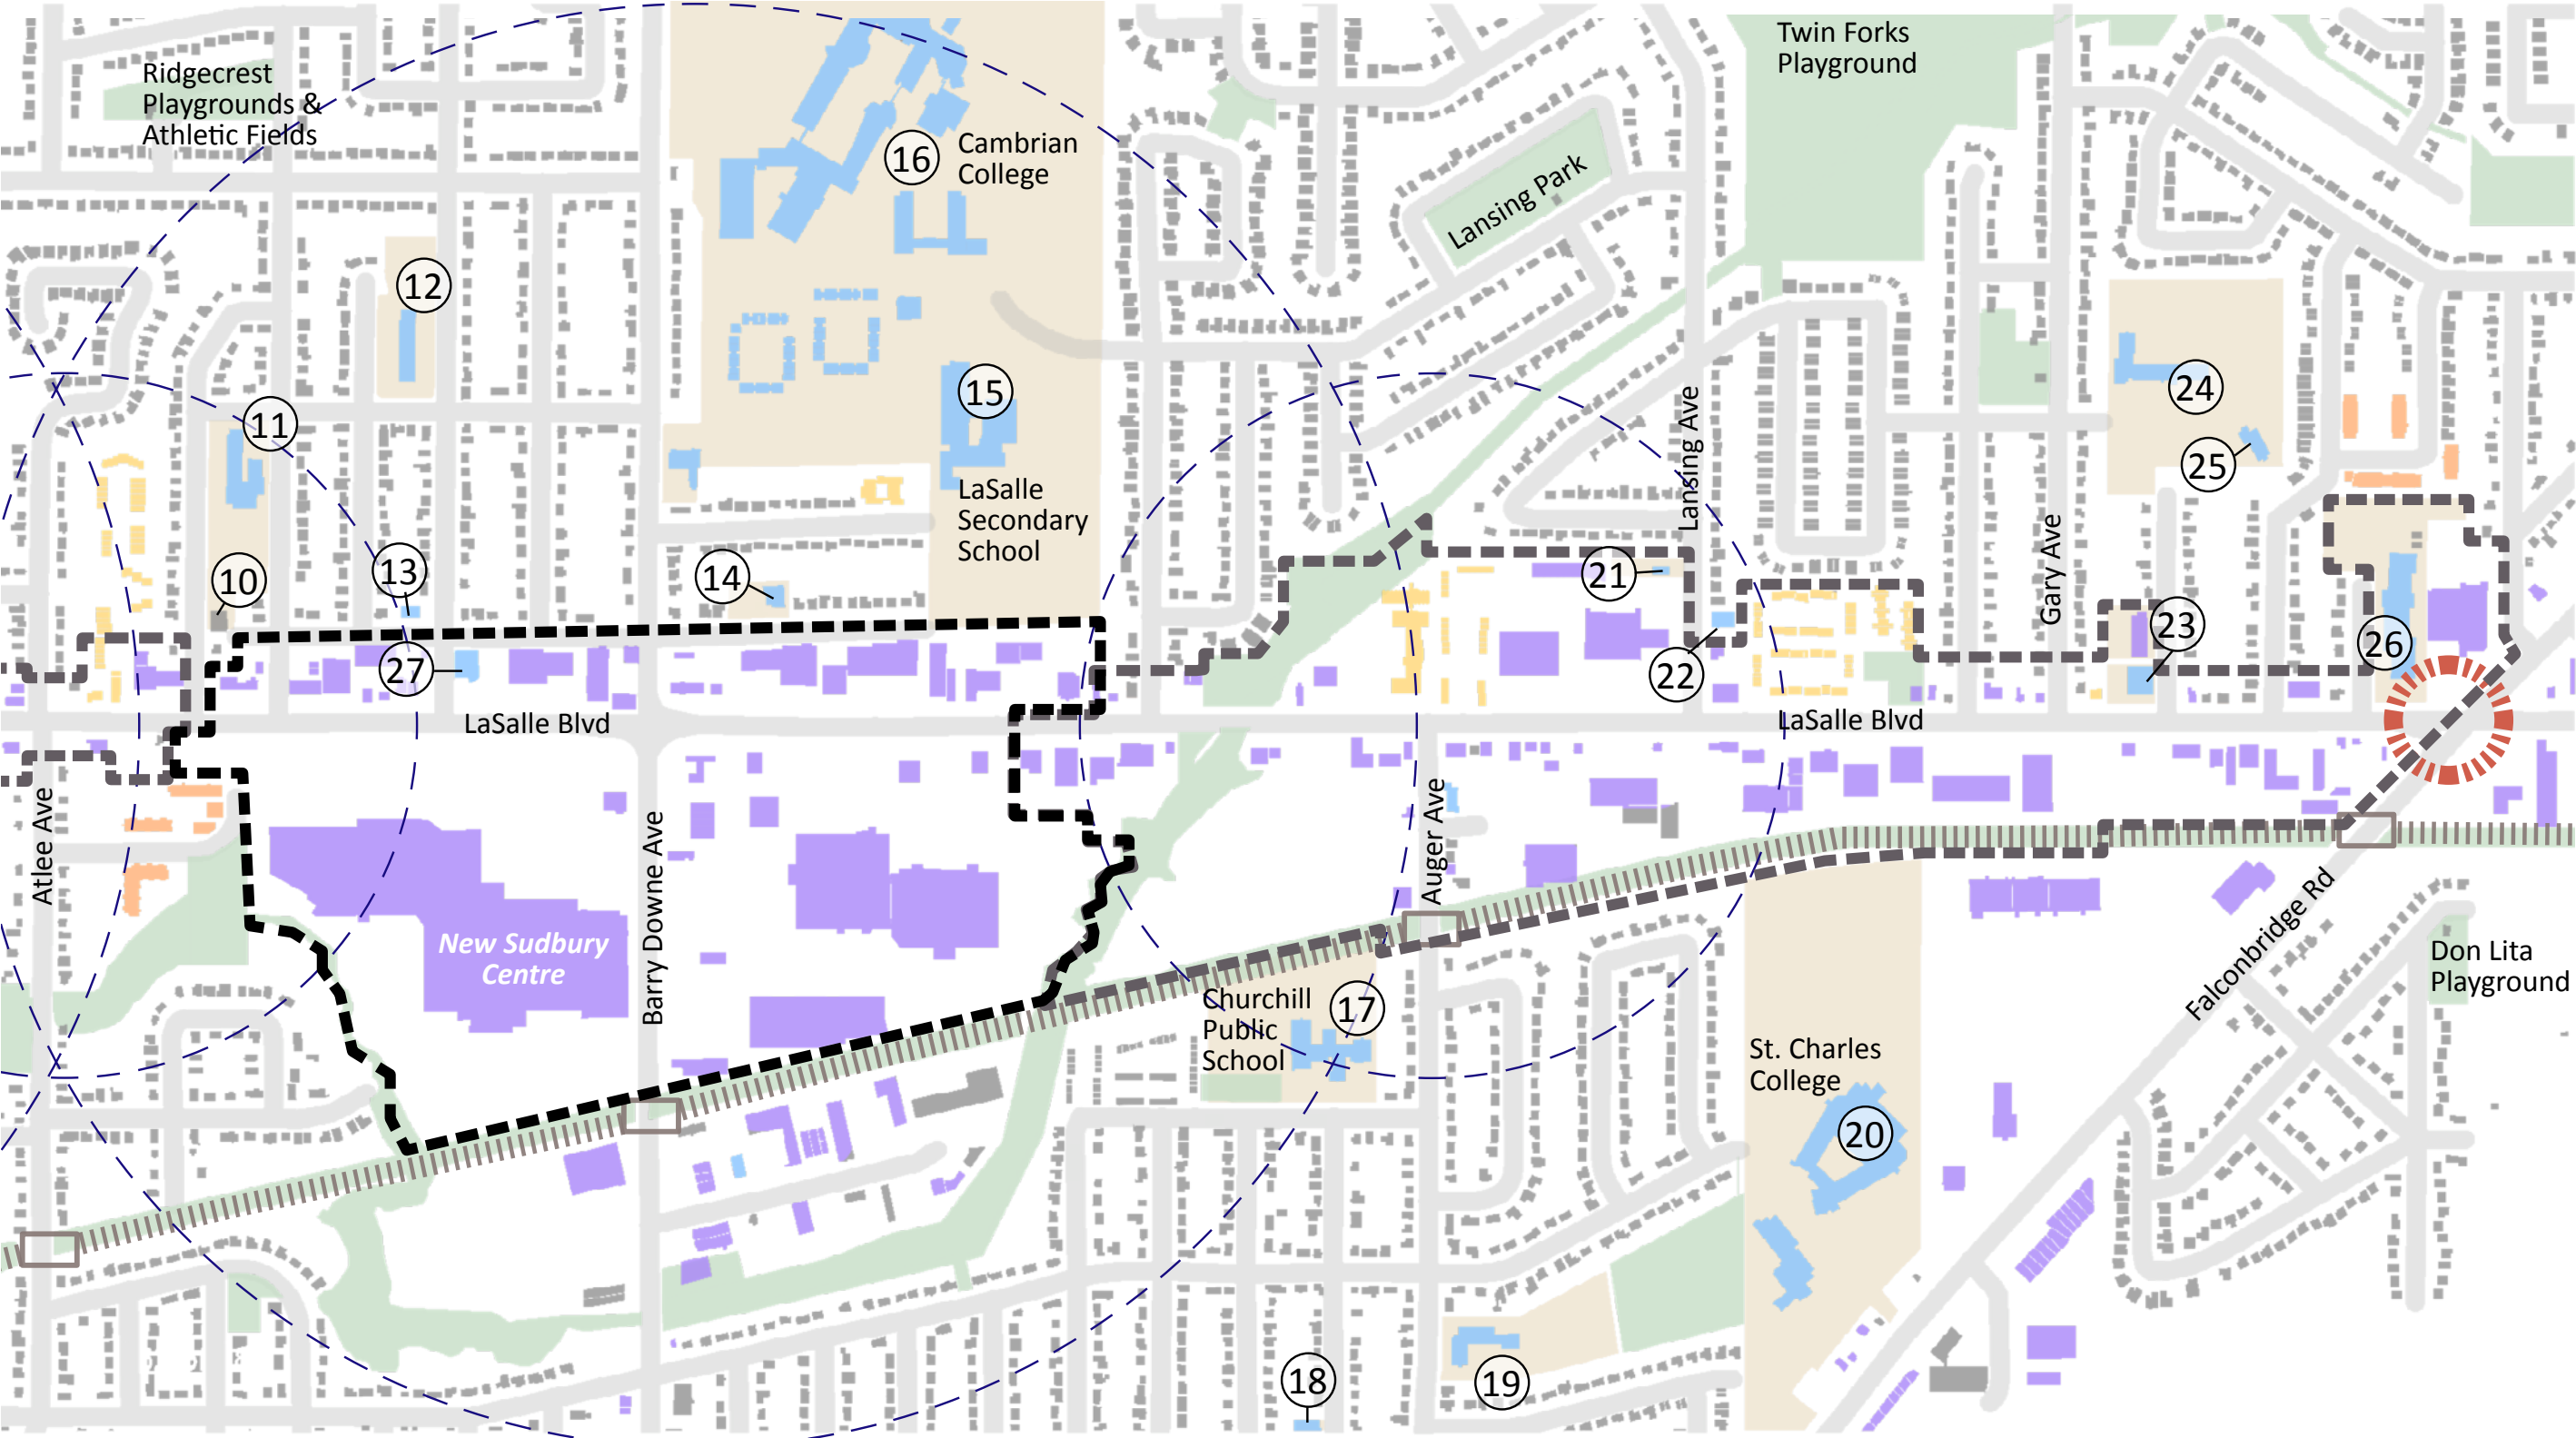 Ridgecrest
Playgrounds &
Athletic Fields
Twin Forks
Playground
16
Cambrian
College
Lansing Park
12
11
15
LaSalle
Secondary
School
24
25
Lansing Ave
10
13
14
21
Gary Ave
23
22
26
27
LaSalle Blvd
LaSalle Blvd
Atlee Ave
Barry Downe Ave
Auger Ave
New Sudbury
Centre
Falconbridge Rd
Don Lita
Playground
Churchill
Public
School
17
St. Charles
College
20
18
19